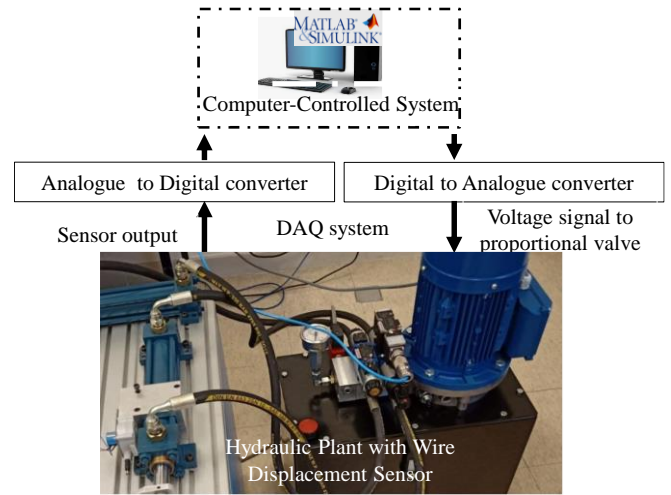 MATLAB®
&SIMULINK®
Computer-Controlled System
Analogue to Digital converter
Digital to Analogue converter
Sensor output
DAQ system
Voltage signal to
proportional valve
Hydraulic Plant with Wire
Displacement Sensor